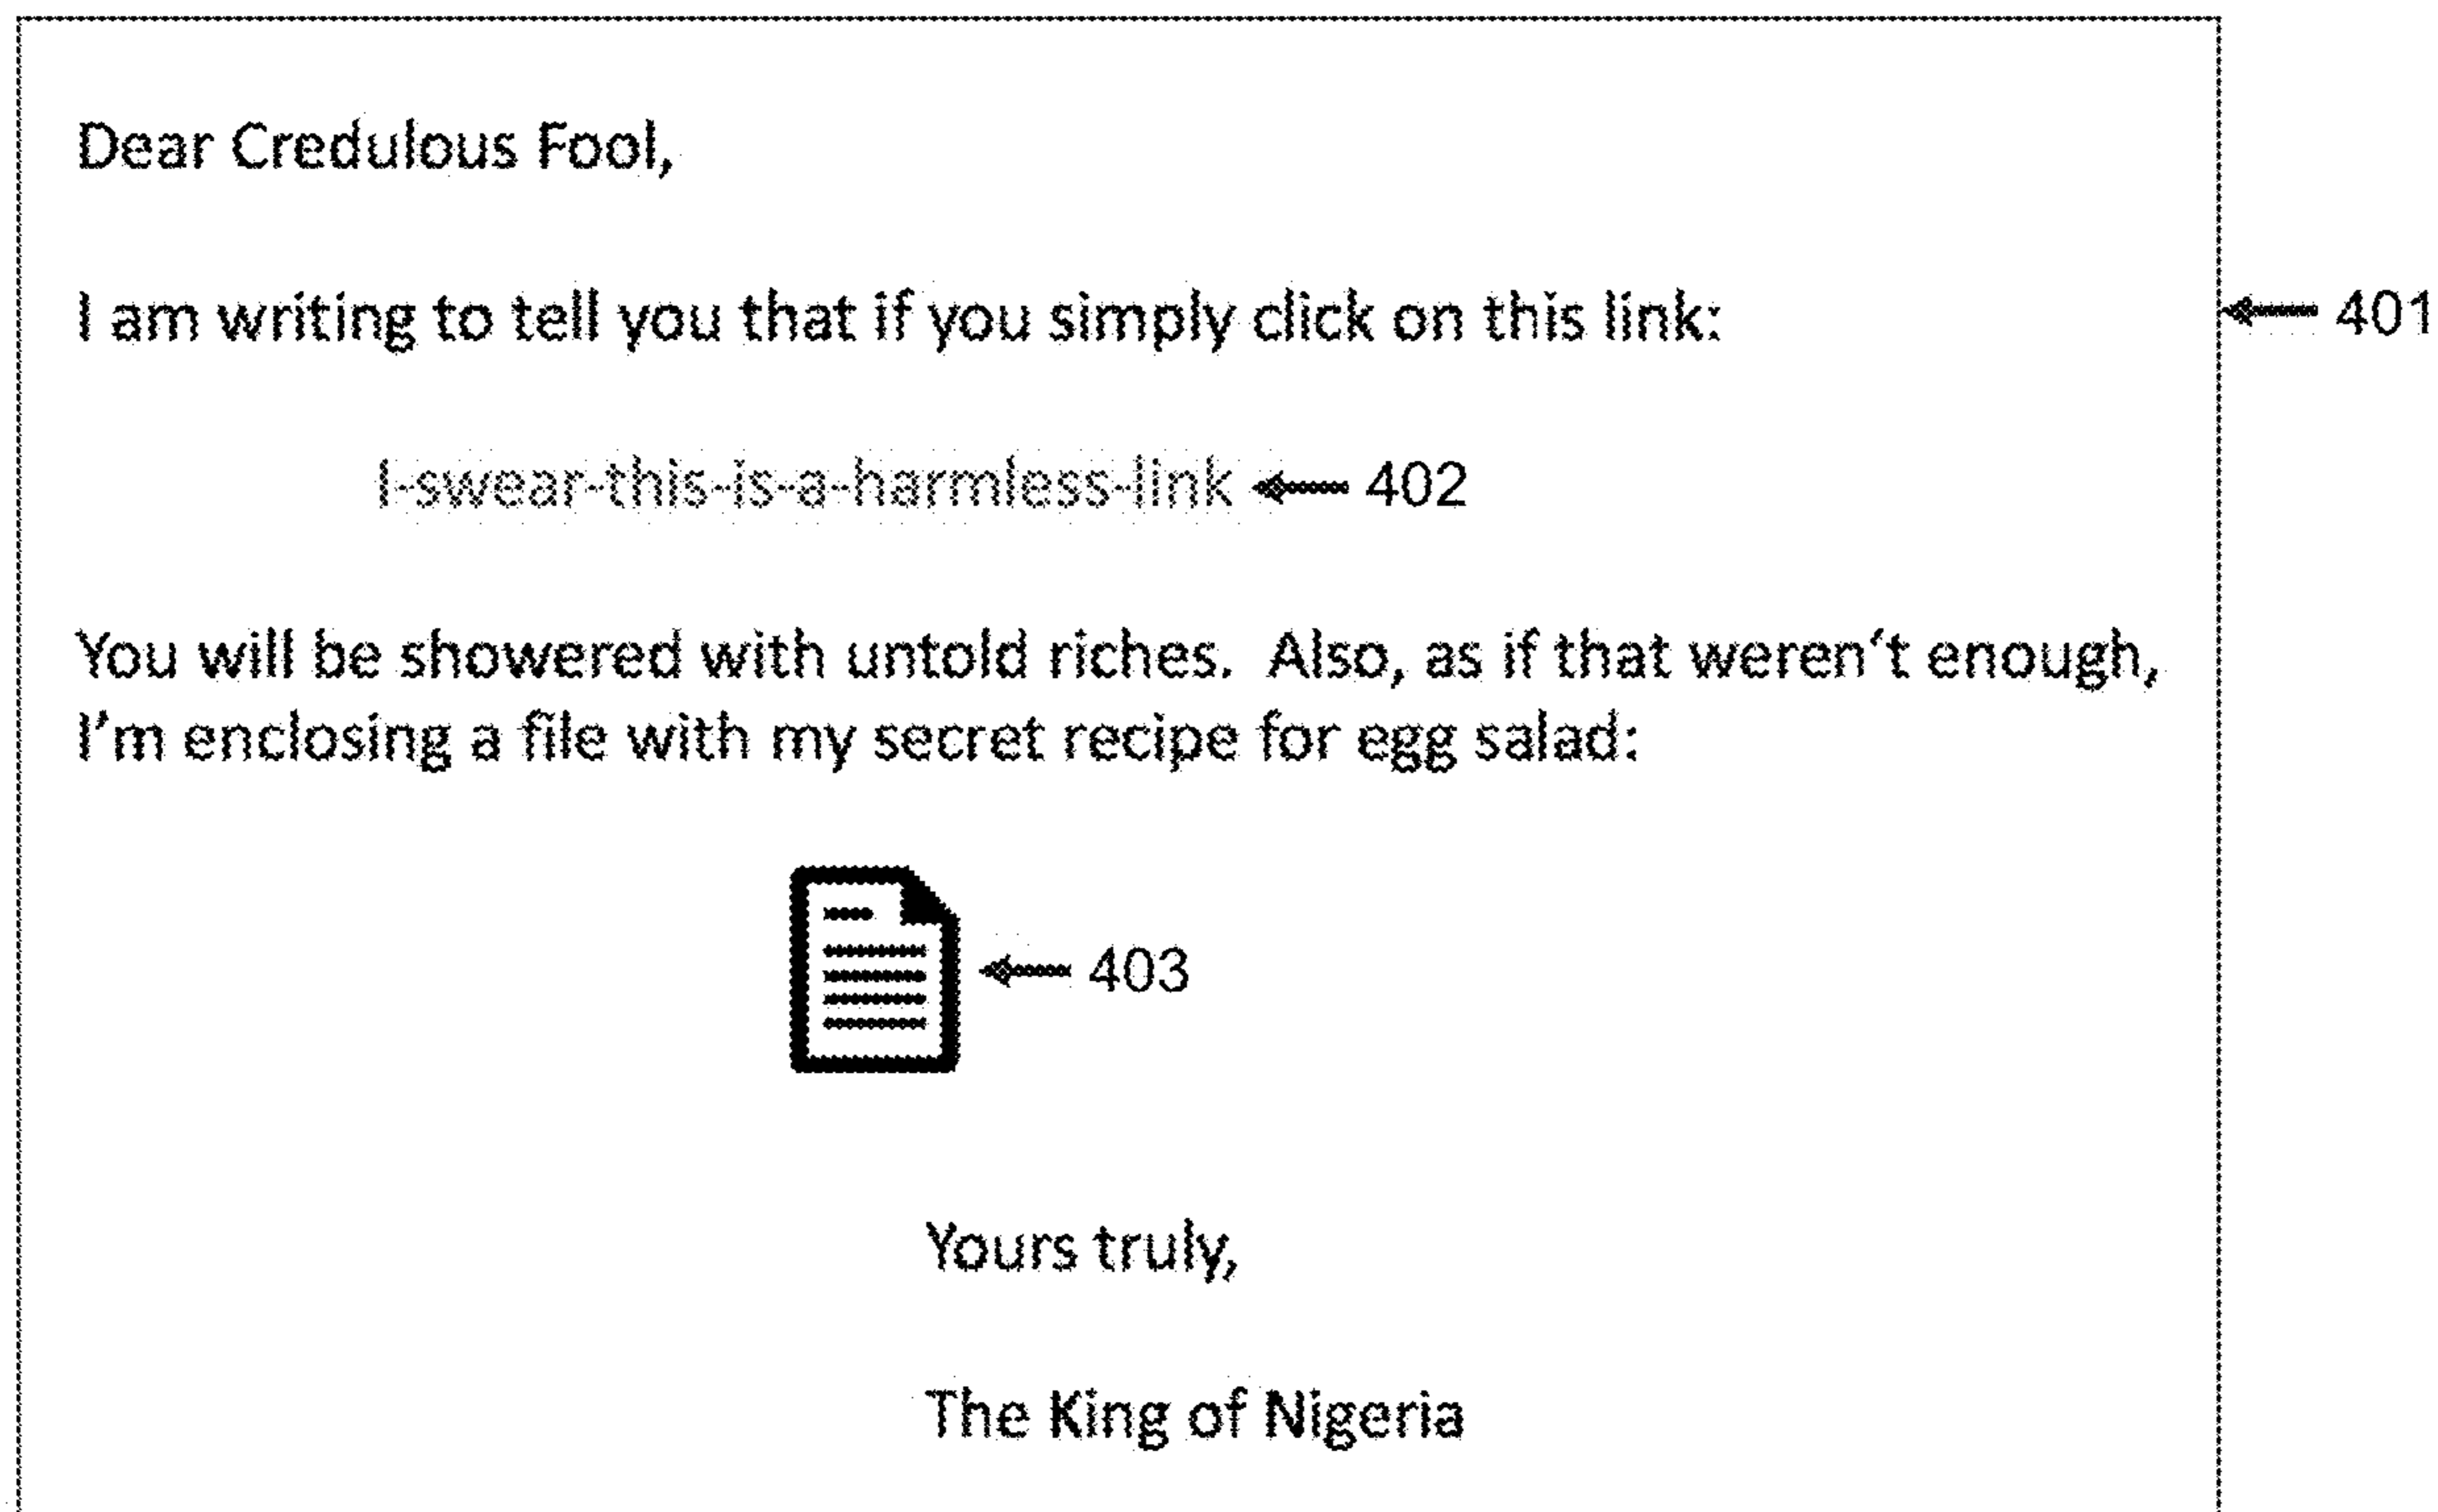 Dear Credulous Fool,
I am writing to tell you that if you simply click on this link:
401
I-swear-this-is-a-harmless-link
402
You will be showered with untold riches.  Also, as if that weren‘t enough,
I’m enclosing a file with my secret recipe for egg salad:
403
Yours truly,
The King of Nigeria